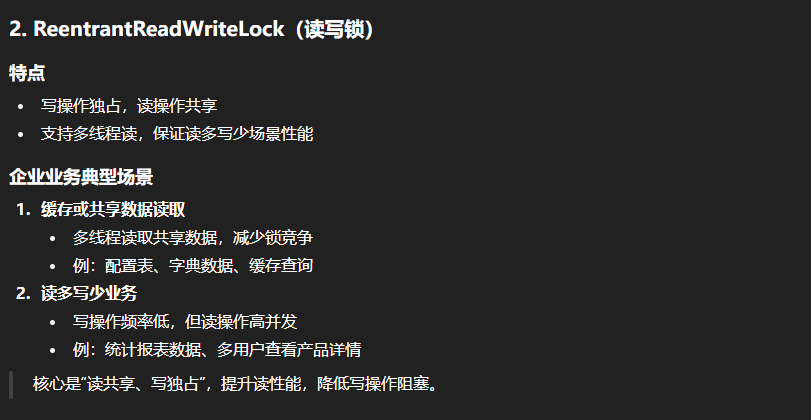 2. ReentrantReadWriteLock（读写锁）
特点
• 写操作独占，读操作共享
• 支持多线程读，保证读多写少场景性能
企业业务典型场景
1. 缓存或共享数据读取
• 多线程读取共享数据，减少锁竞争
• 例：配置表、字典数据、缓存查询
2. 读多写少业务
• 写操作频率低，但读操作高并发
• 例：统计报表数据、多用户查看产品详情
核心是“读共享、写独占”，提升读性能，降低写操作阻塞。